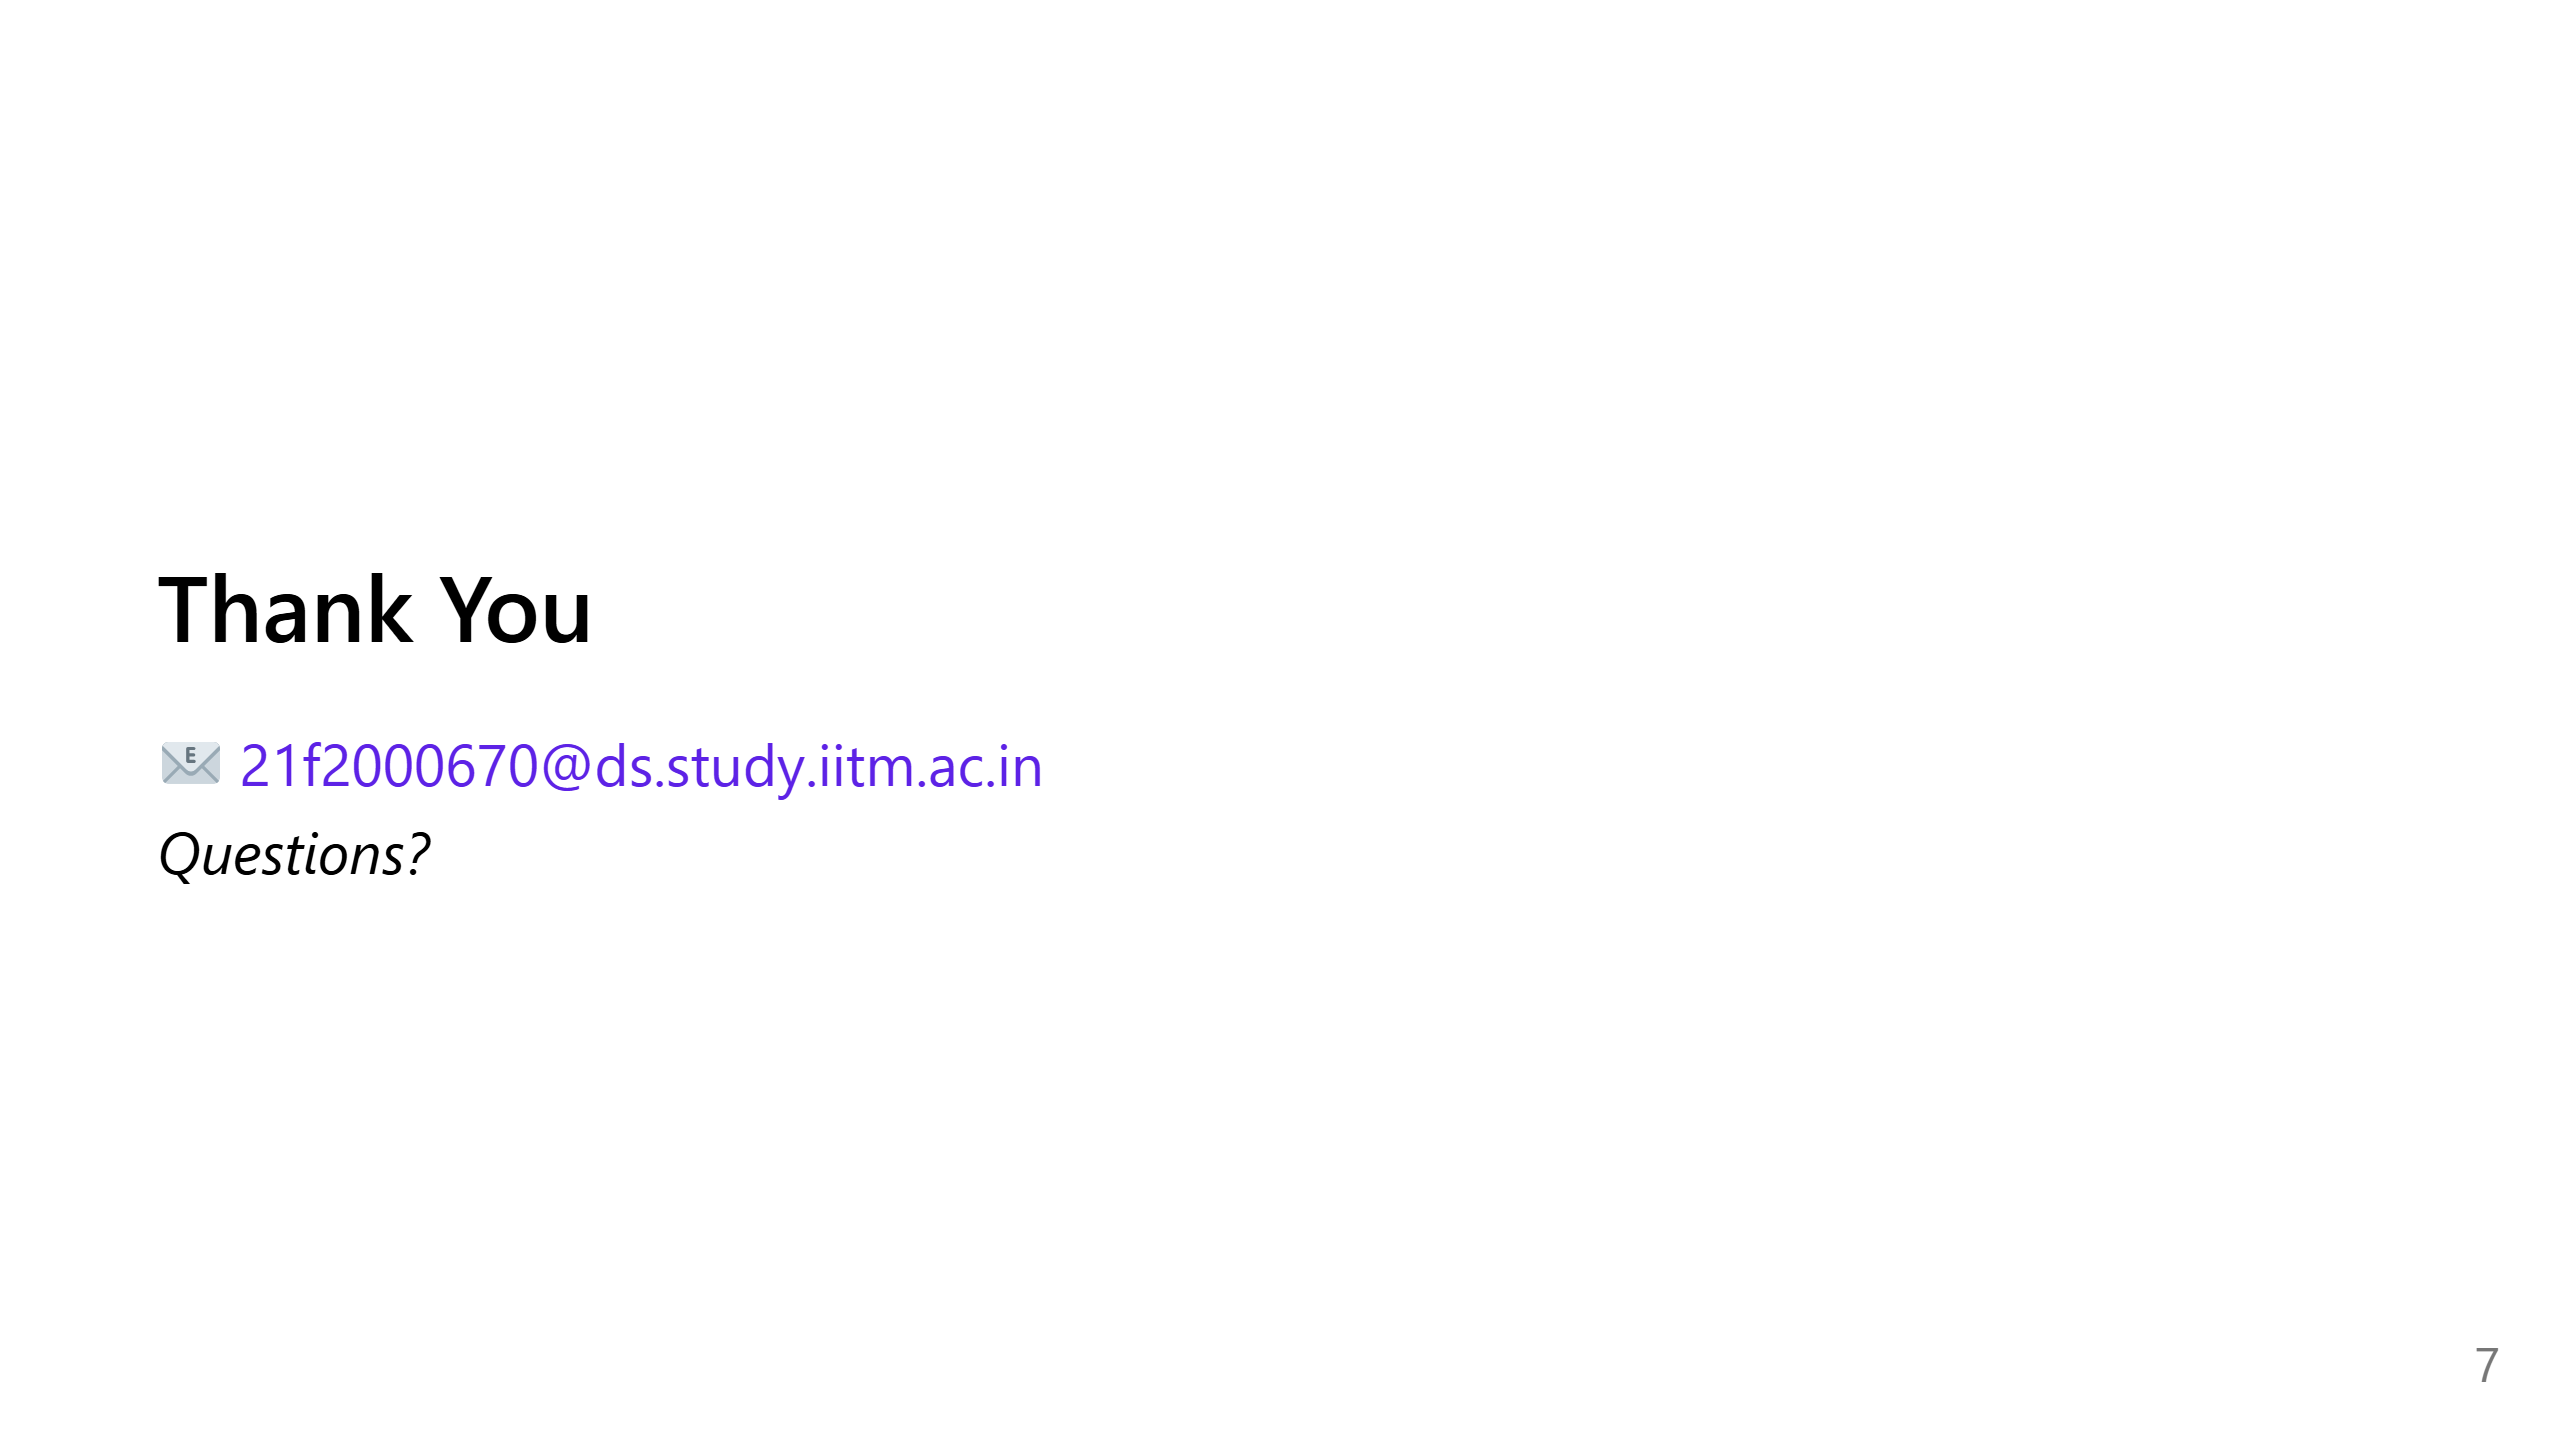 Thank You
21f2000670@ds.study.iitm.ac.in
Questions?
7